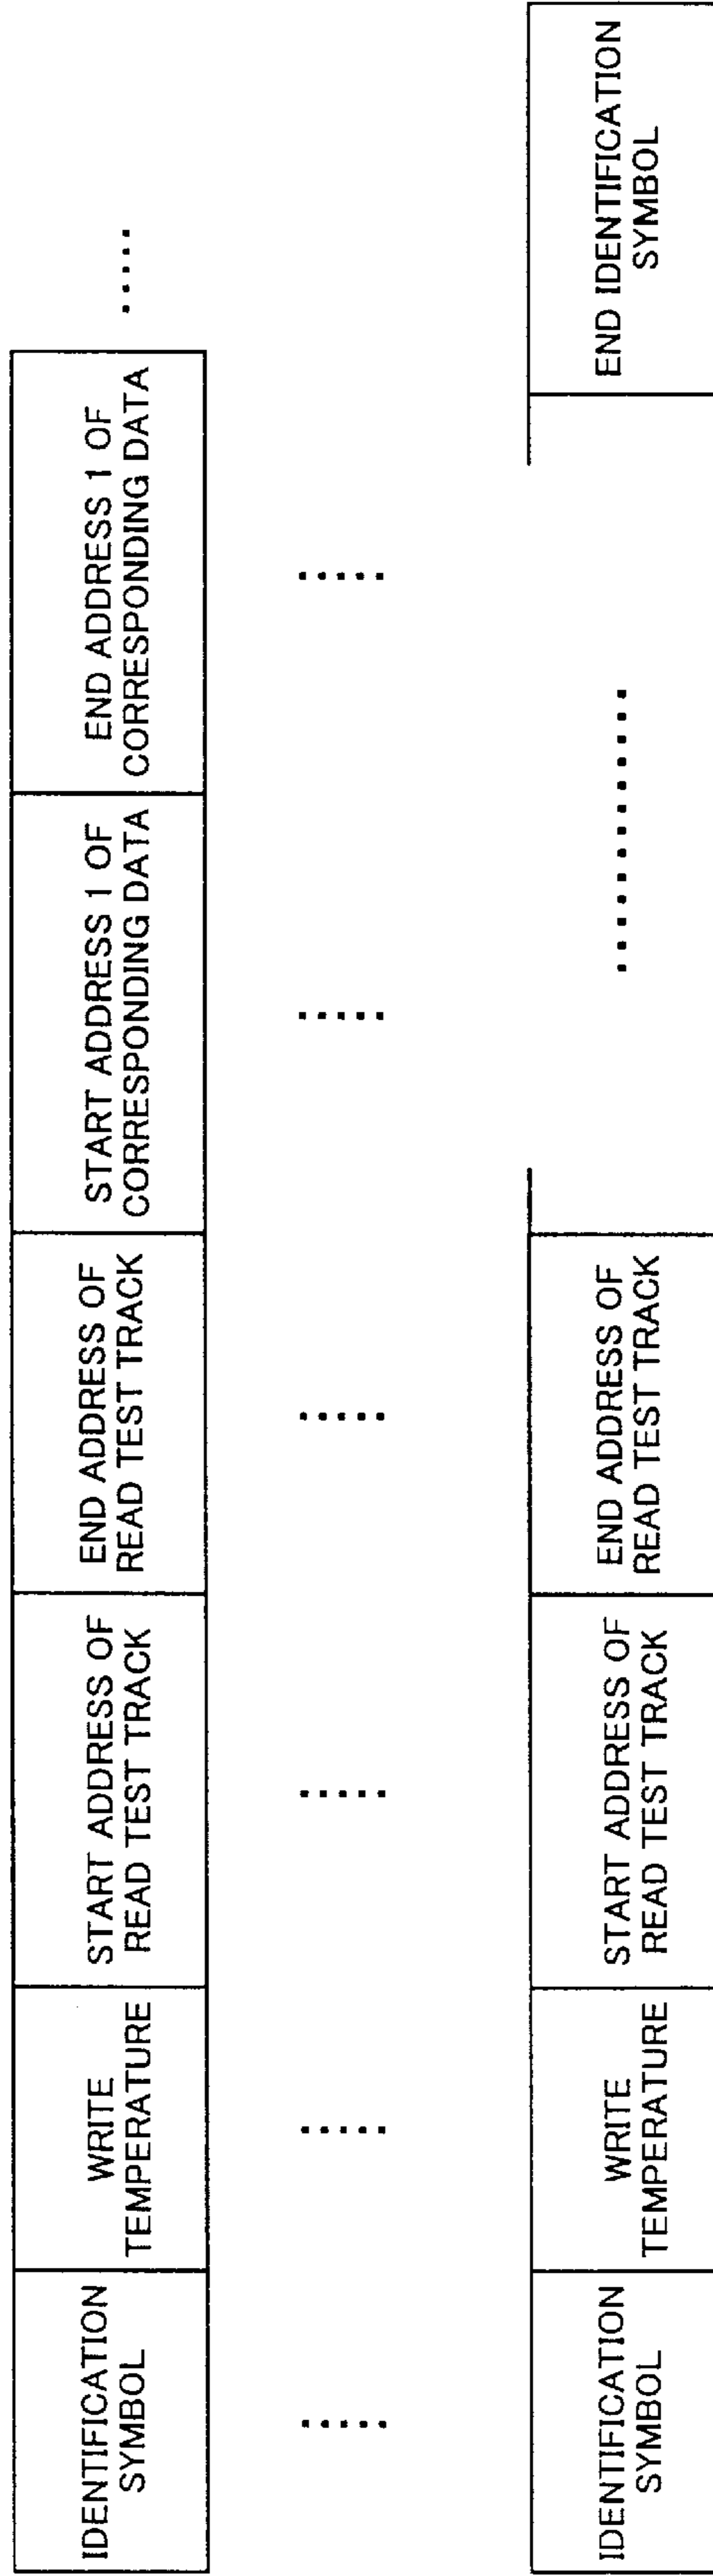 IDENTIFICATION
SYMBOL
WRITE
TEMPERATURE
START ADDRESS OF
READ TEST TRACK
END ADDRESS OF
READ TEST TRACK
START ADDRESS 1 OF
CORRESPONDING DATA
END ADDRESS 1 OF
CORRESPONDING DATA
.....
..... ..... ..... ..... ..... .....
IDENTIFICATION
SYMBOL
WRITE
TEMPERATURE
START ADDRESS OF
READ TEST TRACK
END ADDRESS OF
READ TEST TRACK
.............
END IDENTIFICATION
SYMBOL